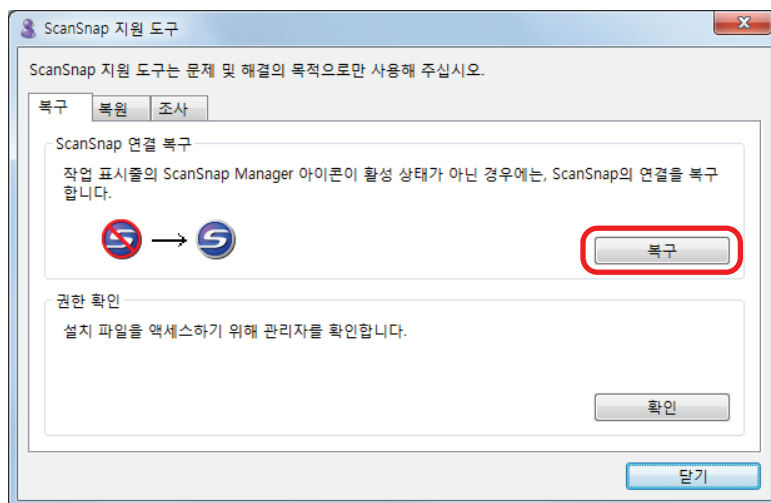 ScanSnap 지원 도구
ScanSnap 지원 도구는 문제 및 해결의 목적으로만 사용해 주십시오.
복구 복원 조사
ScanSnap 연결 복구
작업 표시줄의 ScanSnap Manager 아이콘이 활성 상태가 아닌 경우에는, ScanSnap의 연결을 복구
합니다.
복구
권한 확인
설치 파일을 액세스하기 위해 관리자를 확인합니다.
확인
닫기